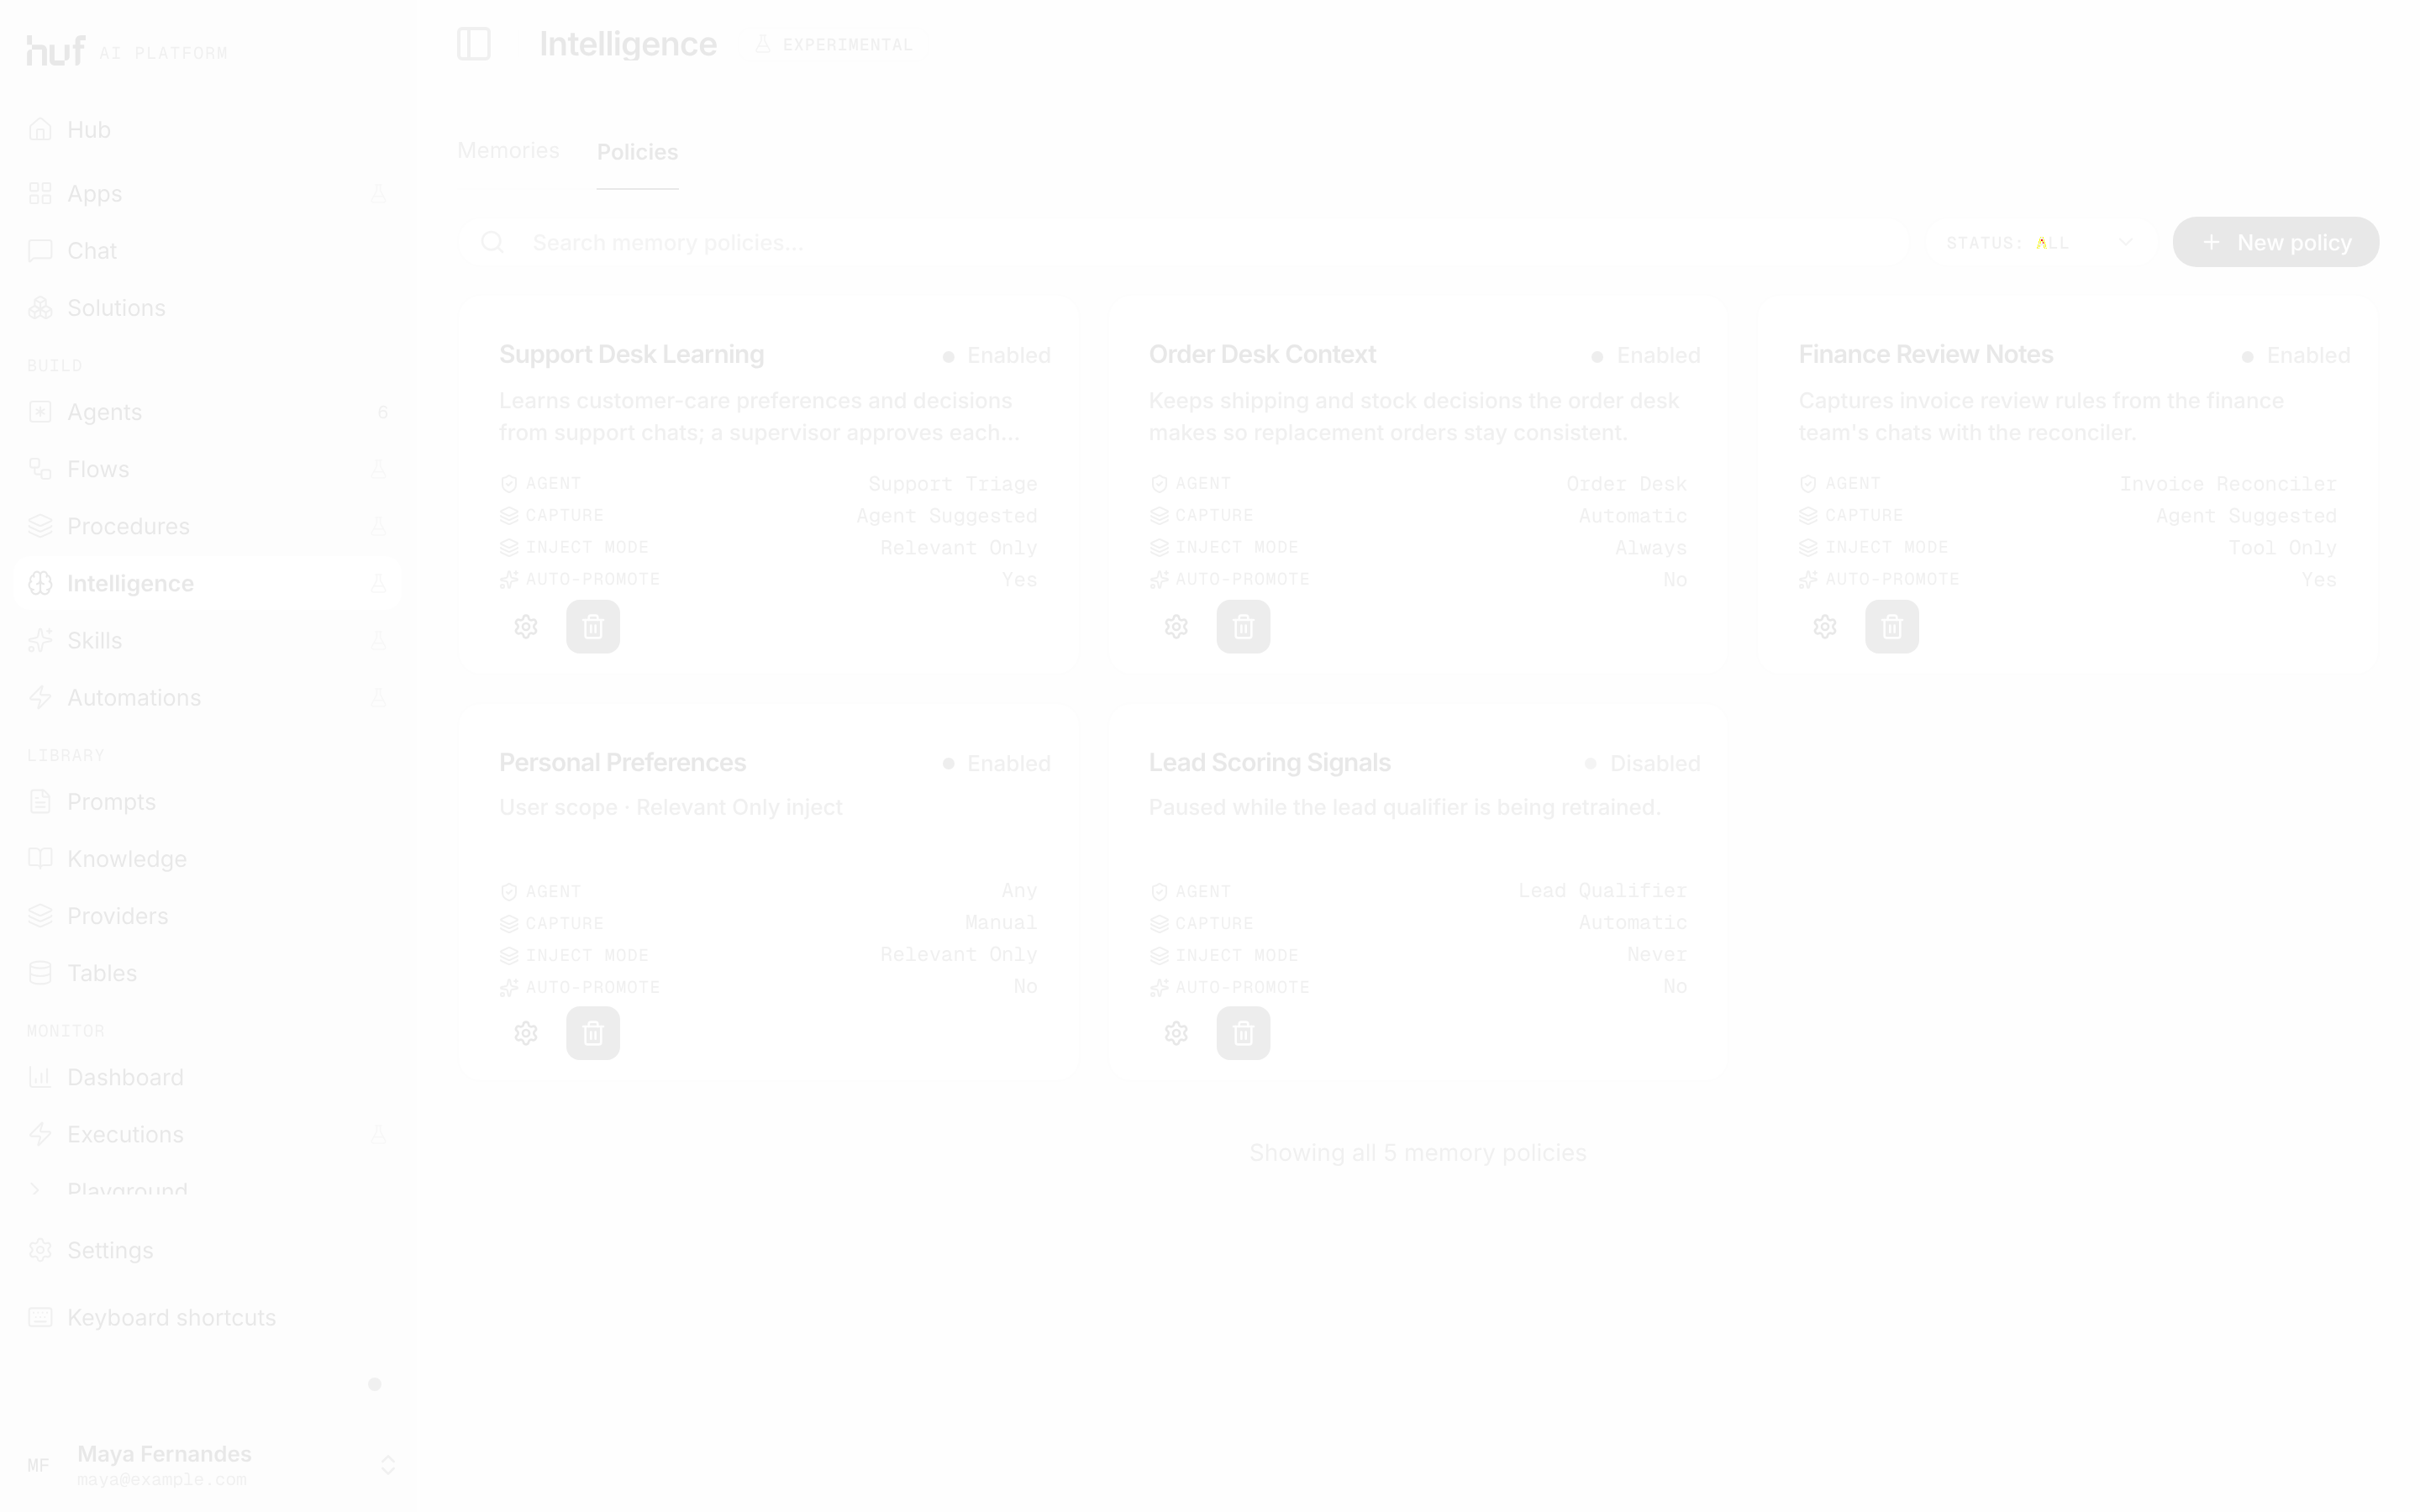 huf AI PLATFORM
Hub
Apps
Chat
Solutions
BUILD
Agents 6
Flows
Procedures
Intelligence
Skills
Automations
LIBRARY
Prompts
Knowledge
Providers
Tables
MONITOR
Dashboard
Executions
Playground
Settings
Keyboard shortcuts
MF
Maya Fernandes
maya@example.com
Intelligence EXPERIMENTAL
Memories Policies
Search memory policies...
STATUS: ALL
New policy
Support Desk Learning Enabled
Learns customer-care preferences and decisions
from support chats; a supervisor approves each...
AGENT Support Triage
CAPTURE Agent Suggested
INJECT MODE Relevant Only
AUTO-PROMOTE Yes
Order Desk Context Enabled
Keeps shipping and stock decisions the order desk
makes so replacement orders stay consistent.
AGENT Order Desk
CAPTURE Automatic
INJECT MODE Always
AUTO-PROMOTE No
Finance Review Notes Enabled
Captures invoice review rules from the finance
team's chats with the reconciler.
AGENT Invoice Reconciler
CAPTURE Agent Suggested
INJECT MODE Tool Only
AUTO-PROMOTE Yes
Personal Preferences Enabled
User scope · Relevant Only inject
AGENT Any
CAPTURE Manual
INJECT MODE Relevant Only
AUTO-PROMOTE No
Lead Scoring Signals Disabled
Paused while the lead qualifier is being retrained.
AGENT Lead Qualifier
CAPTURE Automatic
INJECT MODE Never
AUTO-PROMOTE No
Showing all 5 memory policies